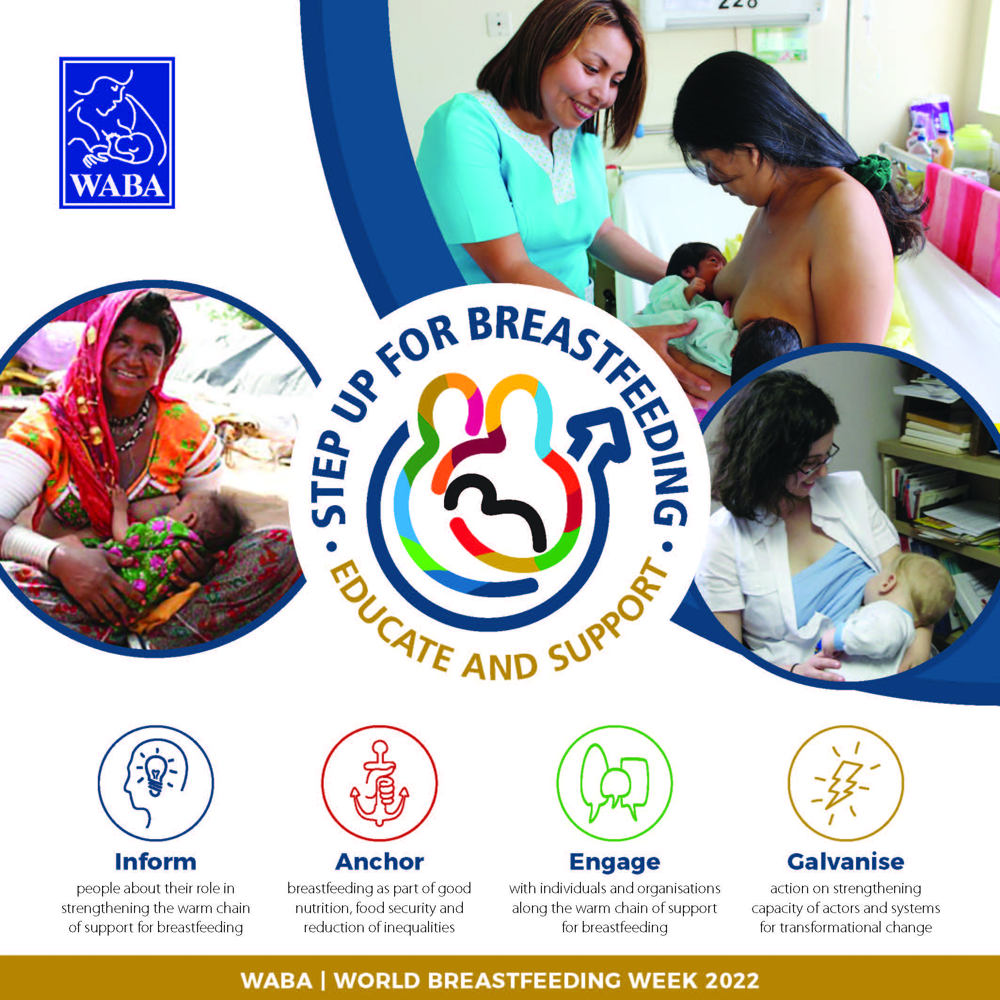 228
WABA
STEP UP FOR BREASTFEEDING
EDUCATE AND SUPPORT
Inform
people about their role in
strengthening the warm chain
of support for breastfeeding
Anchor
breastfeeding as part of good
nutrition, food security and
reduction of inequalities
Engage
with individuals and organisations
along the warm chain of support
for breastfeeding
Galvanise
action on strengthening
capacity of actors and systems
for transformational change
WABA | WORLD BREASTFEEDING WEEK 2022